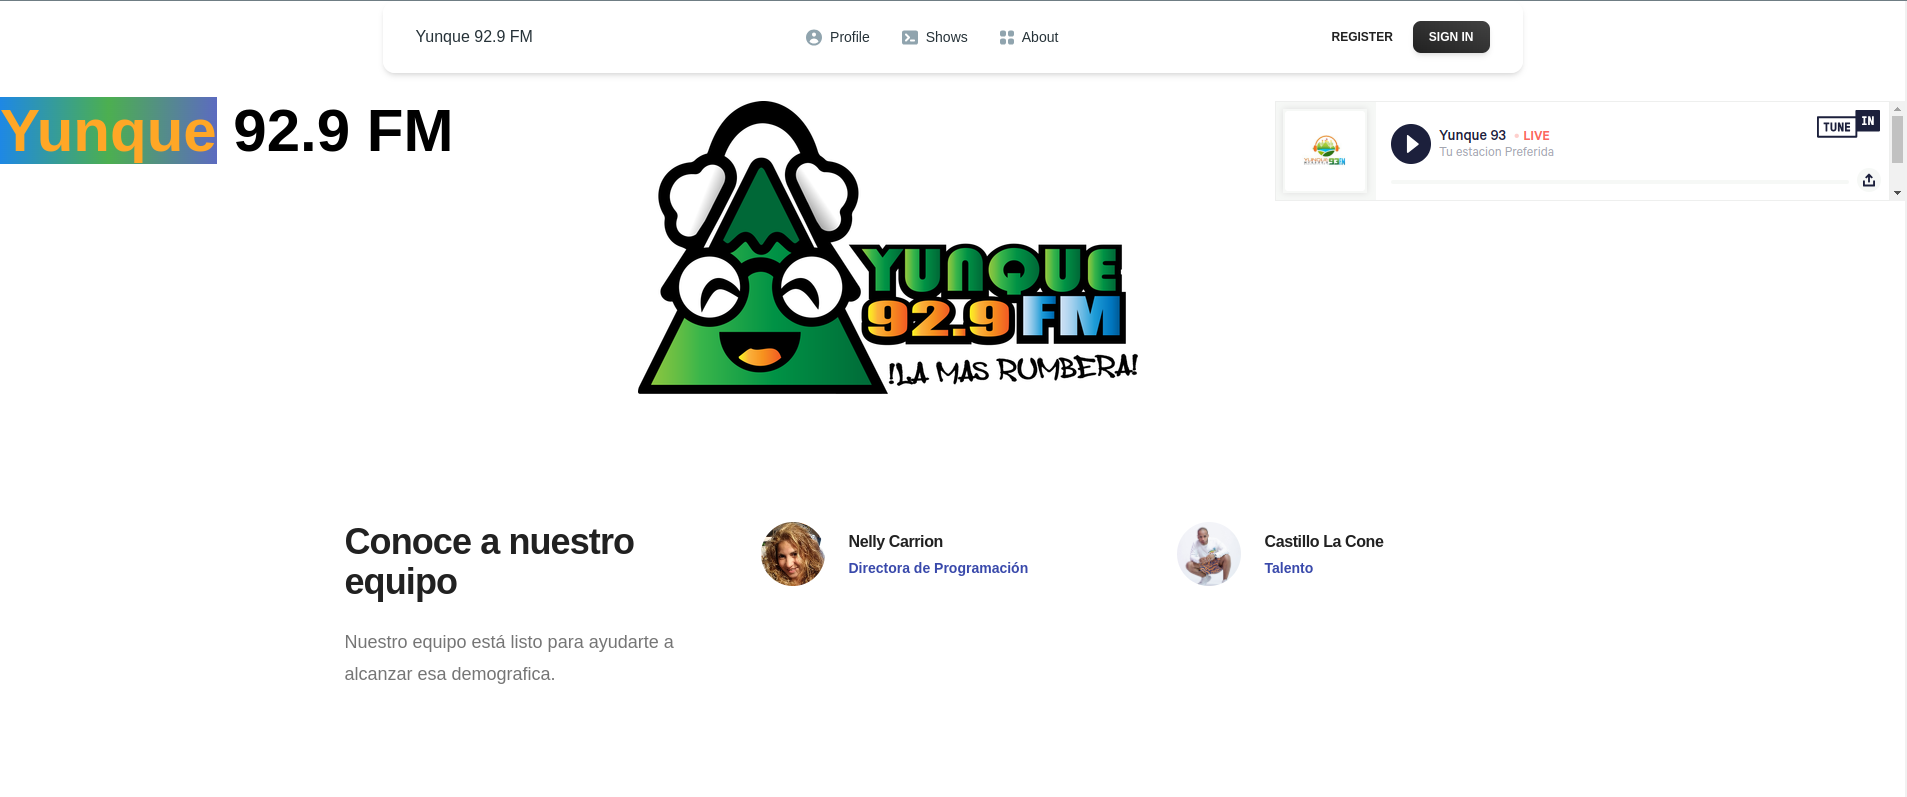 Yunque 92.9 FM
Profile
Shows
About
REGISTER
SIGN IN
Yunque 92.9 FM
YUNQUE
92.9 FM
!LA MAS RUMBERA!
Yunque 93 • LIVE
Tu estacion Preferida
TUNE IN
Conoce a nuestro
equipo
Nuestro equipo está listo para ayudarte a
alcanzar esa demografica.
Nelly Carrion
Directora de Programación
Castillo La Cone
Talento